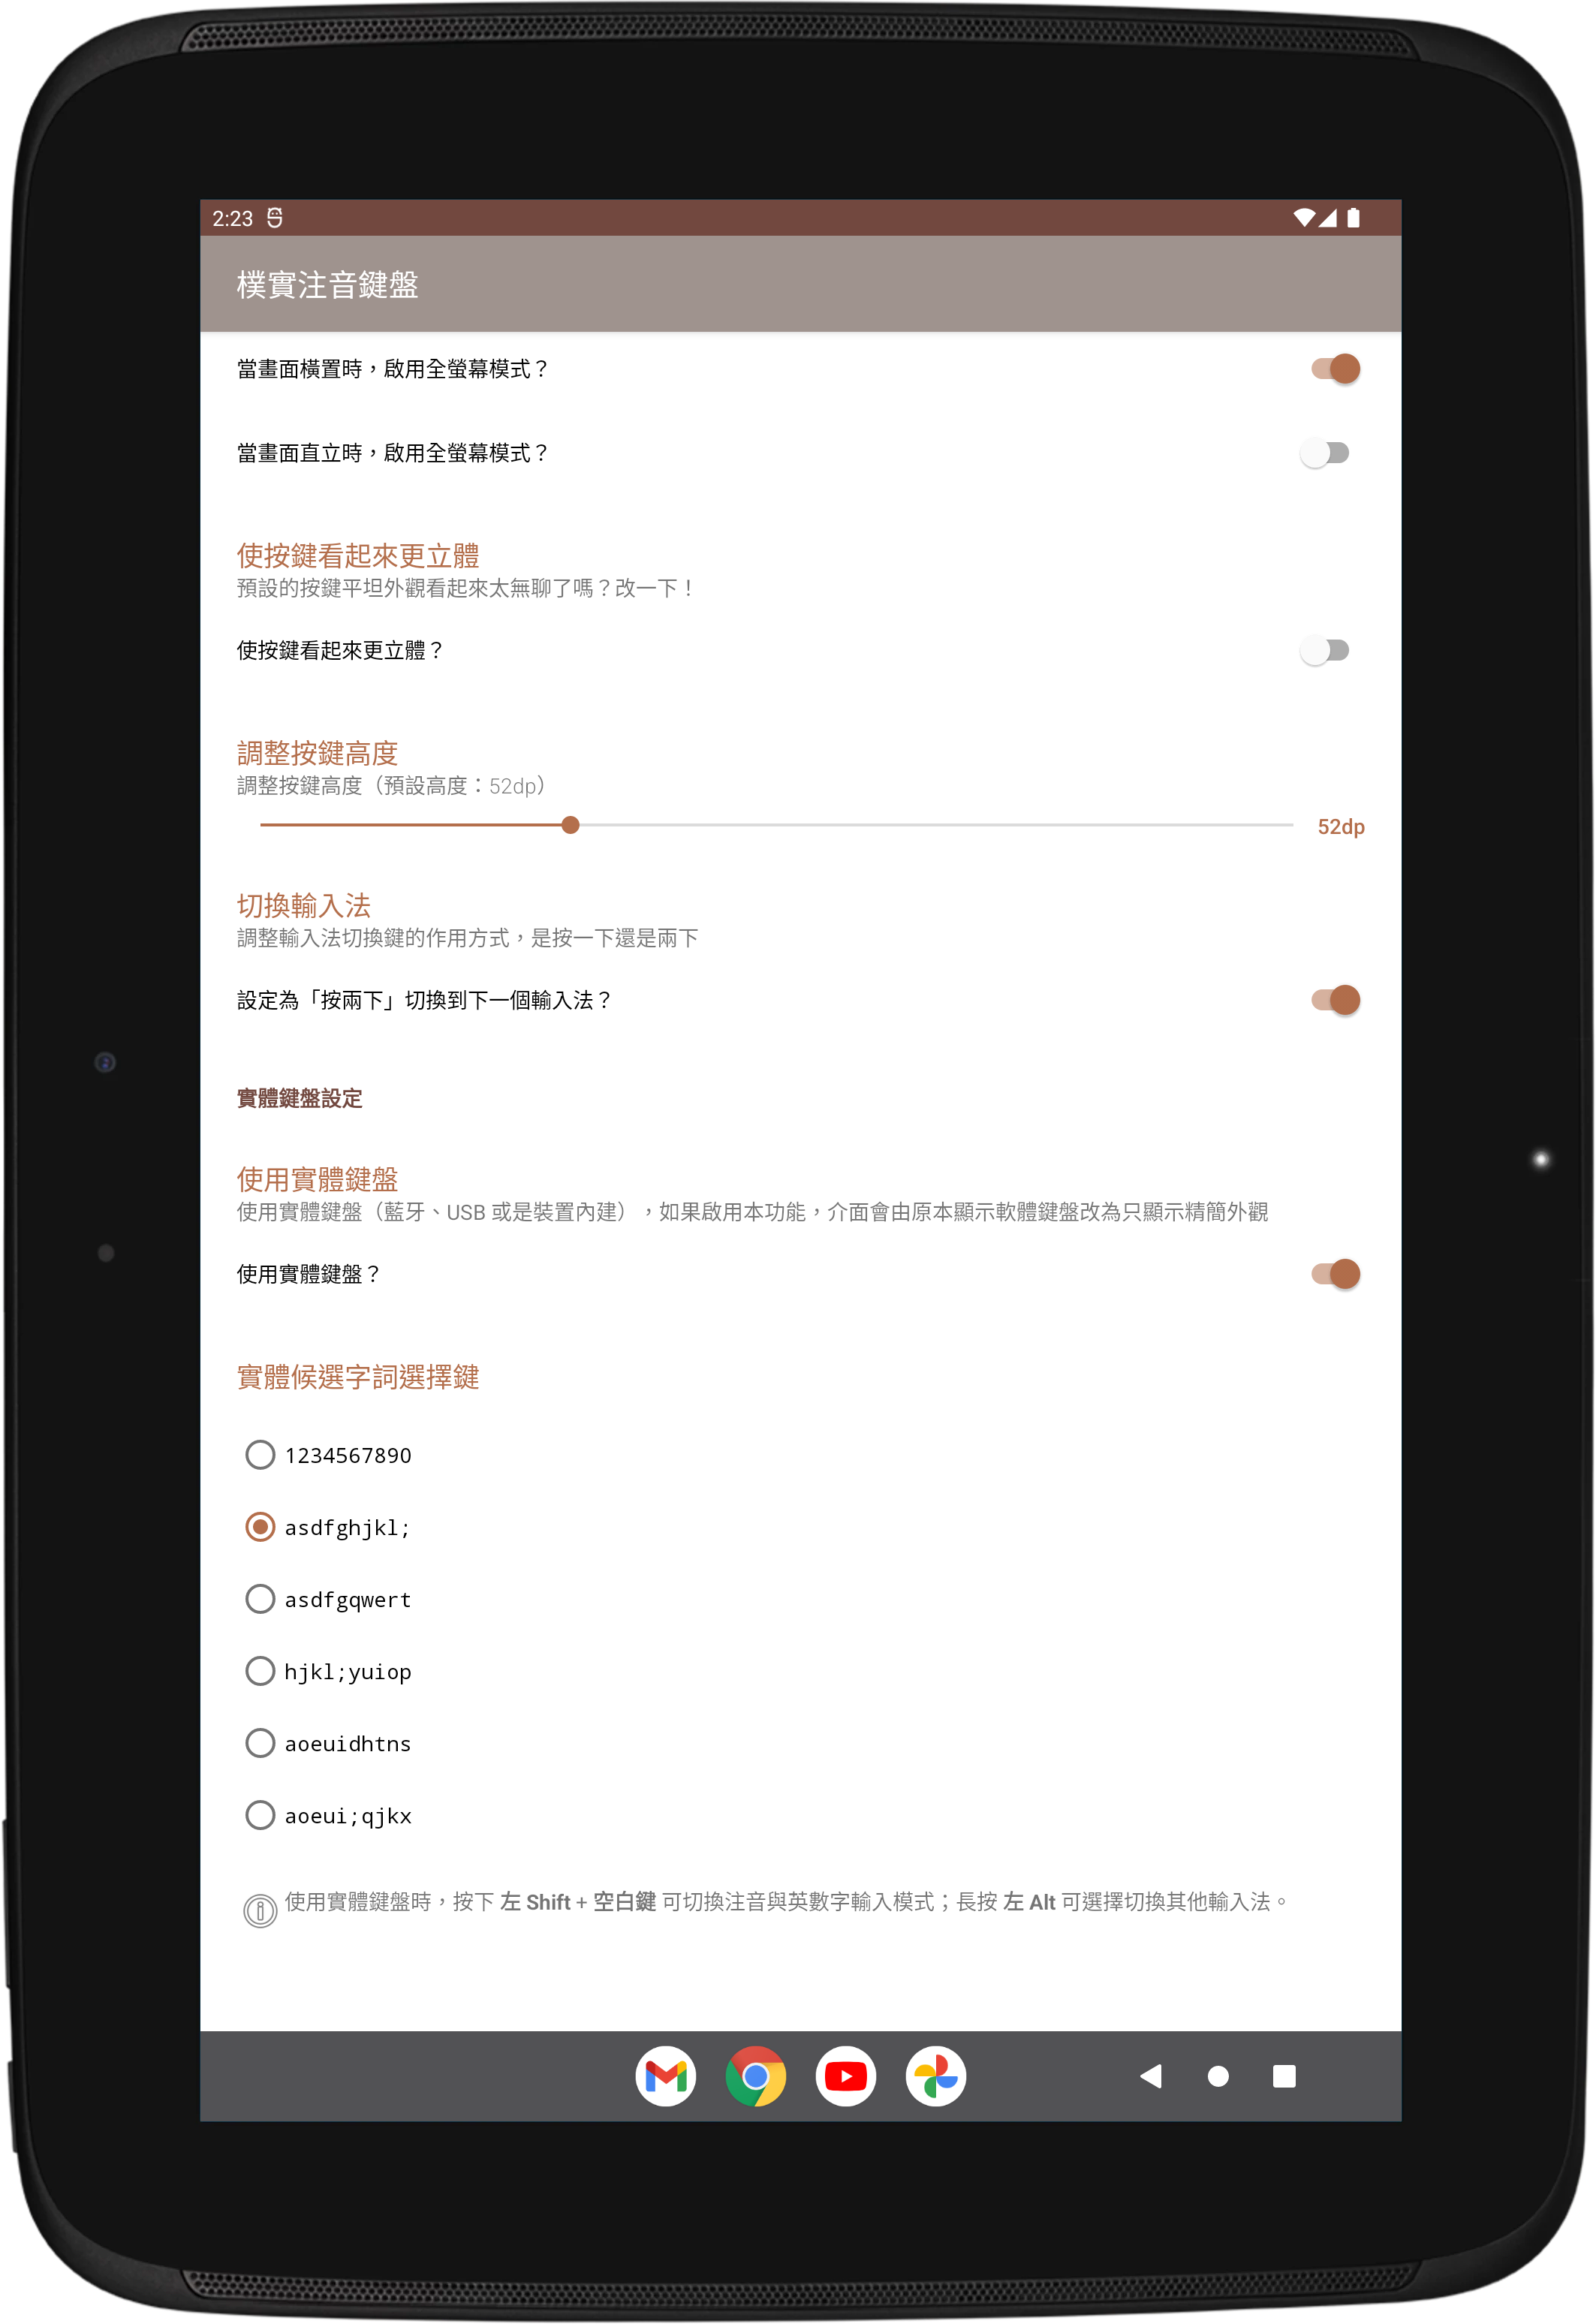 2:23
樸實注音鍵盤
當畫面橫置時，啟用全螢幕模式？
當畫面直立時，啟用全螢幕模式？
使按鍵看起來更立體
預設的按鍵平坦外觀看起來太無聊了嗎？改一下！
使按鍵看起來更立體？
調整按鍵高度
調整按鍵高度（預設高度：52dp）
52dp
切換輸入法
調整輸入法切換鍵的作用方式，是按一下還是兩下
設定為「按兩下」切換到下一個輸入法？
實體鍵盤設定
使用實體鍵盤
使用實體鍵盤（藍牙、USB 或是裝置內建），如果啟用本功能，介面會由原本顯示軟體鍵盤改為只顯示精簡外觀
使用實體鍵盤？
實體候選字詞選擇鍵
1234567890
asdfghjkl;
asdfgqwert
hjkl;yuiop
aoeuidhtns
aoeui;qjkx
使用實體鍵盤時，按下 左 Shift + 空白鍵 可切換注音與英數字輸入模式；長按 左 Alt 可選擇切換其他輸入法。